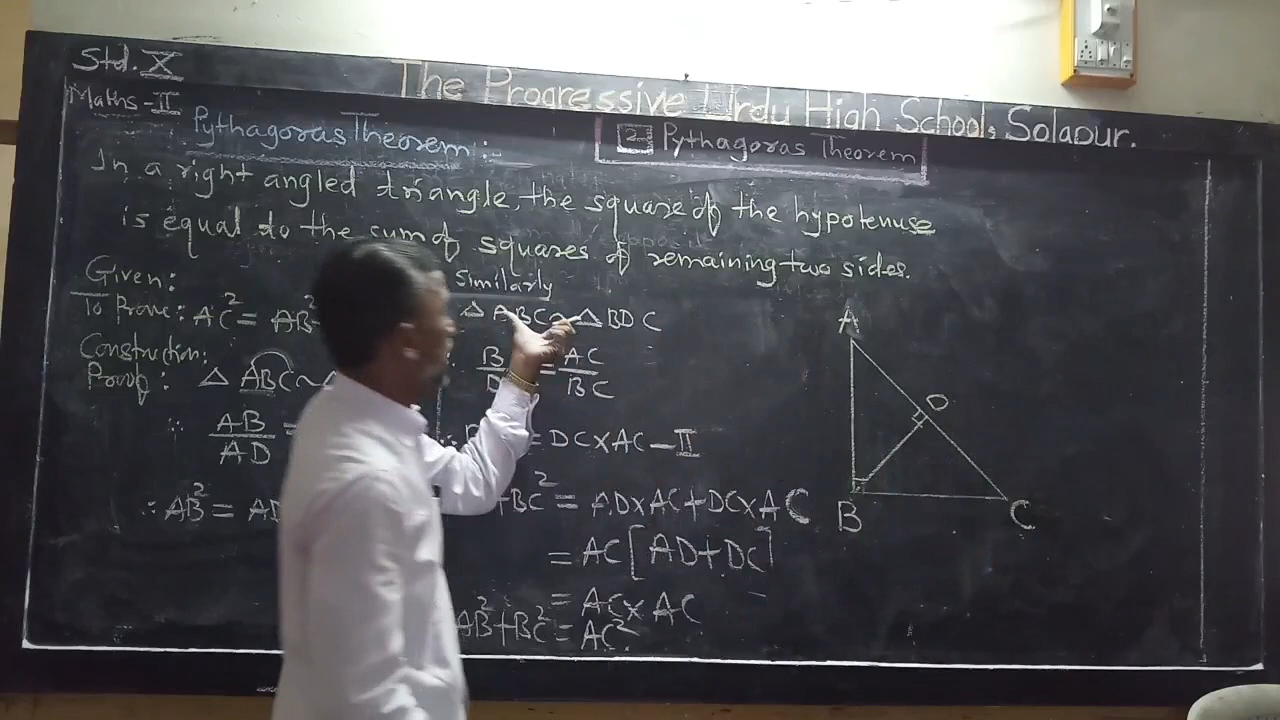 Std. X
The Progressive Urdu High School, Solapur.
Maths - II
Pythagoras Theorem :-
2. Pythagoras Theorem
In a right angled triangle, the square of the hypotenuse
is equal to the sum of squares of remaining two sides.
Given:
To Prove: AC² = AB²
Construction:
Proof: △ ABC ~
∴ AB/AD =
∴ AB² = AD
Similarly
△ ABC ~ △ BDC
= AC/BC
= DC × AC - II
+BC² = AD × AC + DC × AC
= AC [AD + DC]
= AC × AC
AB² + BC² = AC²
A
D
B
C